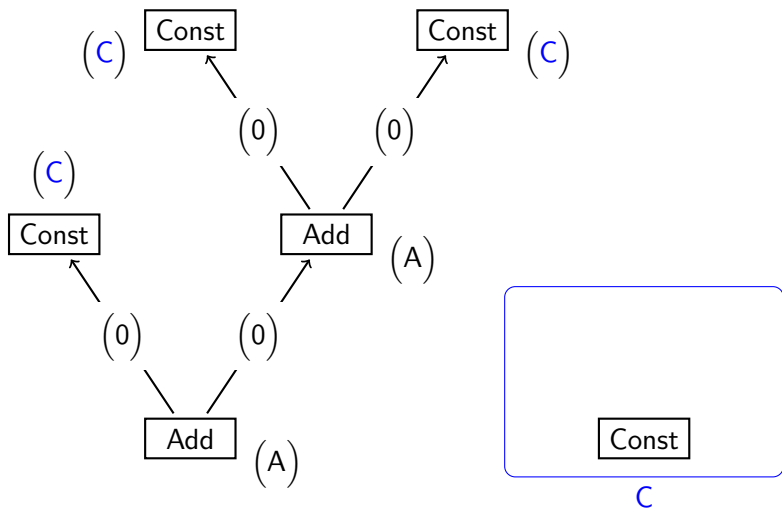 Const Const
(C) (C)
(0) (0)
(C)
Const Add
(A)
(0) (0)
Add Const
(A)
C